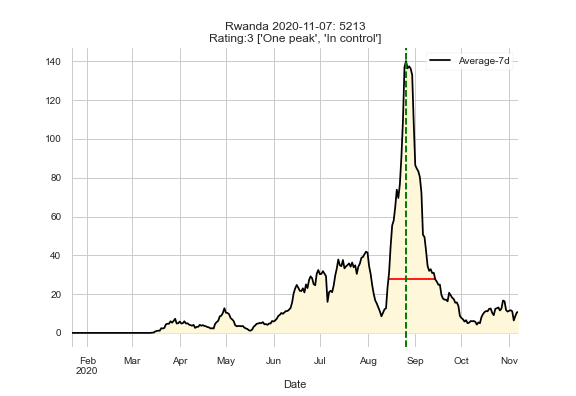 Rwanda 2020-11-07: 5213
Rating:3 ['One peak', 'In control']
Average-7d
140
120
100
80
60
40
20
0
Feb Mar Apr May Jun Jul Aug Sep Oct Nov
2020
Date